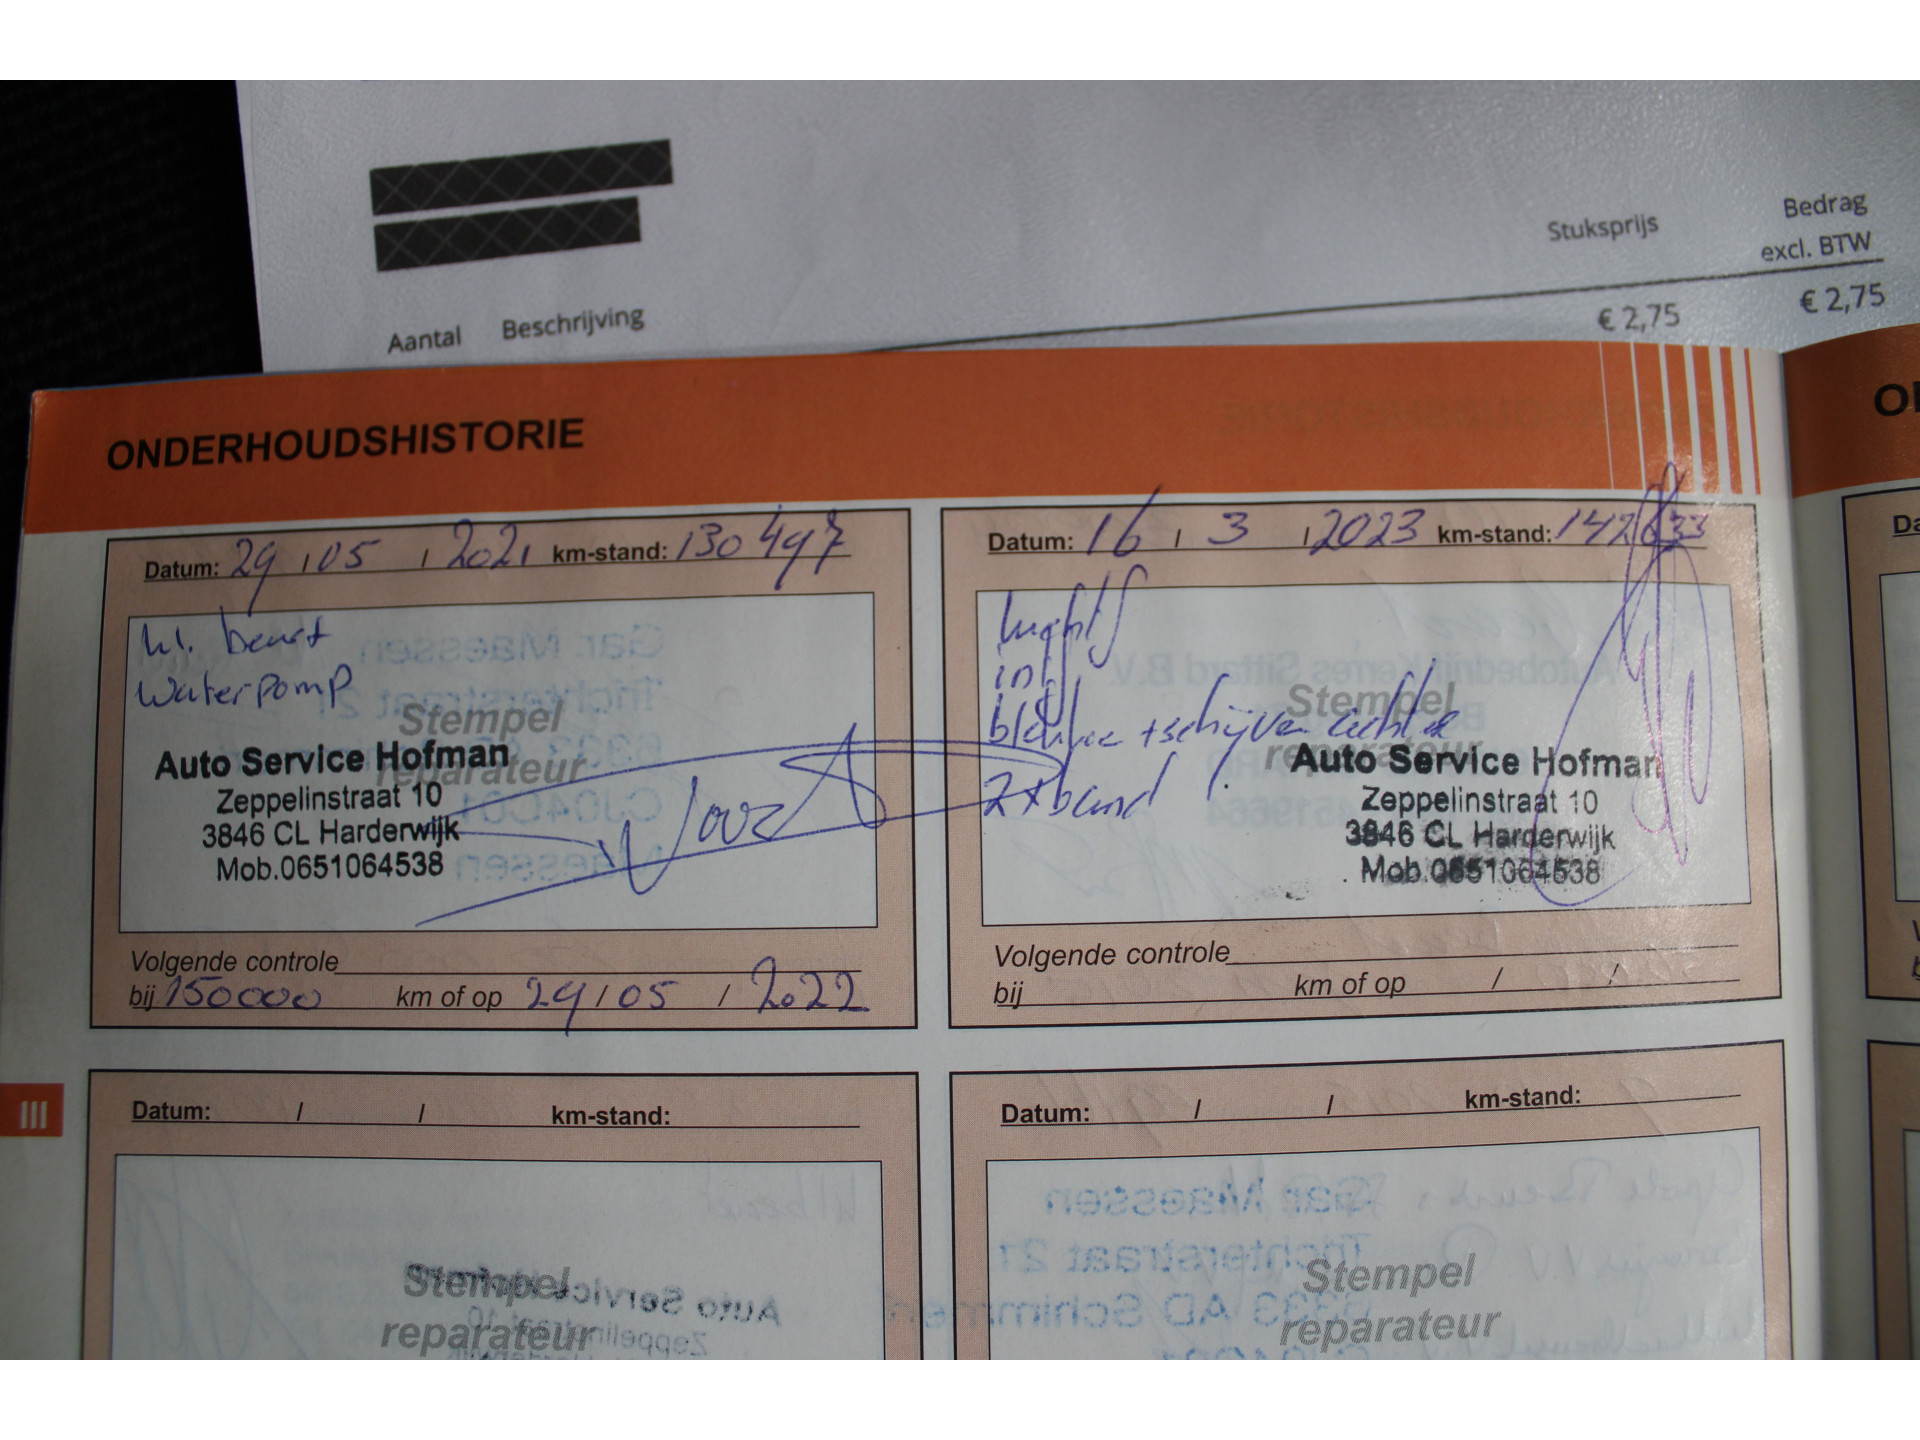 Stuksprijs
Bedrag
excl. BTW
Aantal Beschrijving
€ 2,75 € 2,75
ONDERHOUDSHISTORIE
Datum: 29 / 05 / 2021 km-stand: 130497
beurt
Waterpomp
Stempel
reparateur
Auto Service Hofman
Zeppelinstraat 10
3846 CL Harderwijk
Mob.0651064538
Volgende controle
bij 150000 km of op 29 / 05 / 2022
Datum: 16 / 3 / 2023 km-stand:
+ schijven achter
2x band
Stempel
reparateur
Auto Service Hofman
Zeppelinstraat 10
3846 CL Harderwijk
Mob.0651064538
Volgende controle
bij km of op / /
III
Datum: / / km-stand:
Stempel
reparateur
Datum: / / km-stand:
Stempel
reparateur